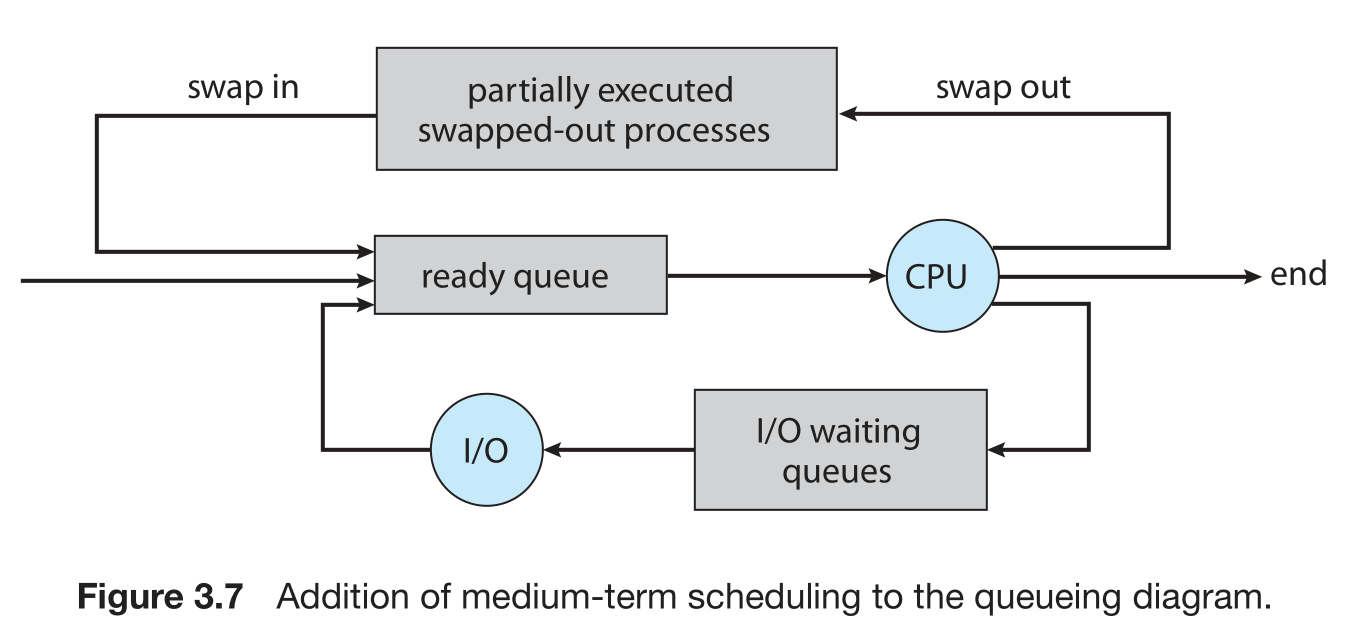 swap in
partially executed
swapped-out processes
swap out
ready queue
CPU
end
I/O
I/O waiting
queues
Figure 3.7 Addition of medium-term scheduling to the queueing diagram.